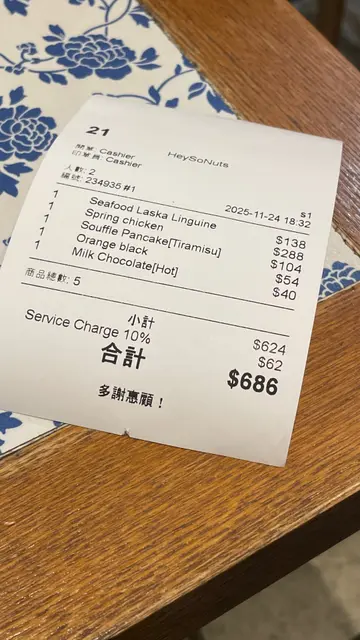 21
開單: Cashier HeySoNuts
印單員: Cashier
人數: 2
編號: 234935 #1 s1
2025-11-24 18:32
1 Seafood Laska Linguine $138
1 Spring chicken $288
1 Souffle Pancake[Tiramisu] $104
1 Orange black $54
1 Milk Chocolate[Hot] $40
商品總數: 5
小計 $624
Service Charge 10% $62
合計 $686
多謝惠顧！